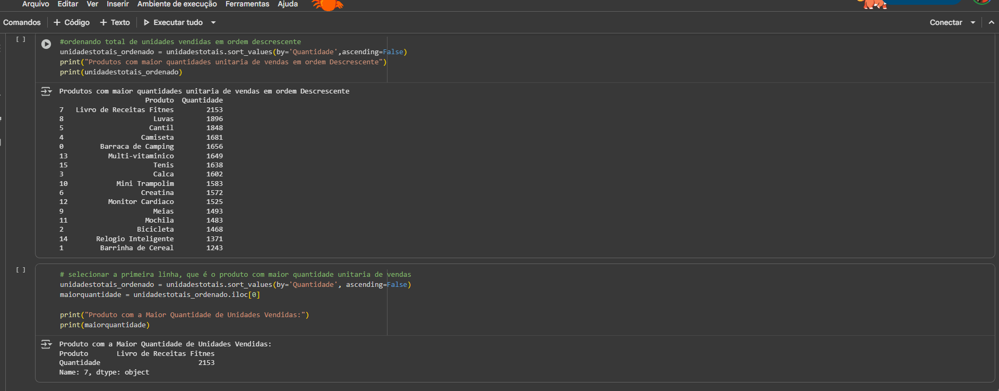 Arquivo Editar Ver Inserir Ambiente de execução Ferramentas Ajuda
Comandos + Código + Texto Executar tudo Conectar
[ ]
#ordenando total de unidades vendidas em ordem descrescente
unidadestotais_ordenado = unidadestotais.sort_values(by='Quantidade',ascending=False)
print("Produtos com maior quantidades unitaria de vendas em ordem Descrescente")
print(unidadestotais_ordenado)
Produtos com maior quantidades unitaria de vendas em ordem Descrescente
Produto Quantidade
7 Livro de Receitas Fitnes 2153
8 Luvas 1896
5 Cantil 1848
4 Camiseta 1681
0 Barraca de Camping 1656
13 Multi-vitaminico 1649
15 Tenis 1638
3 Calca 1602
10 Mini Trampolim 1583
6 Creatina 1572
12 Monitor Cardiaco 1525
9 Meias 1493
11 Mochila 1483
2 Bicicleta 1468
14 Relogio Inteligente 1371
1 Barrinha de Cereal 1243
[ ]
# selecionar a primeira linha, que é o produto com maior quantidade unitaria de vendas
unidadestotais_ordenado = unidadestotais.sort_values(by='Quantidade', ascending=False)
maiorquantidade = unidadestotais_ordenado.iloc[0]
print("Produto com a Maior Quantidade de Unidades Vendidas:")
print(maiorquantidade)
Produto com a Maior Quantidade de Unidades Vendidas:
Produto Livro de Receitas Fitnes
Quantidade 2153
Name: 7, dtype: object